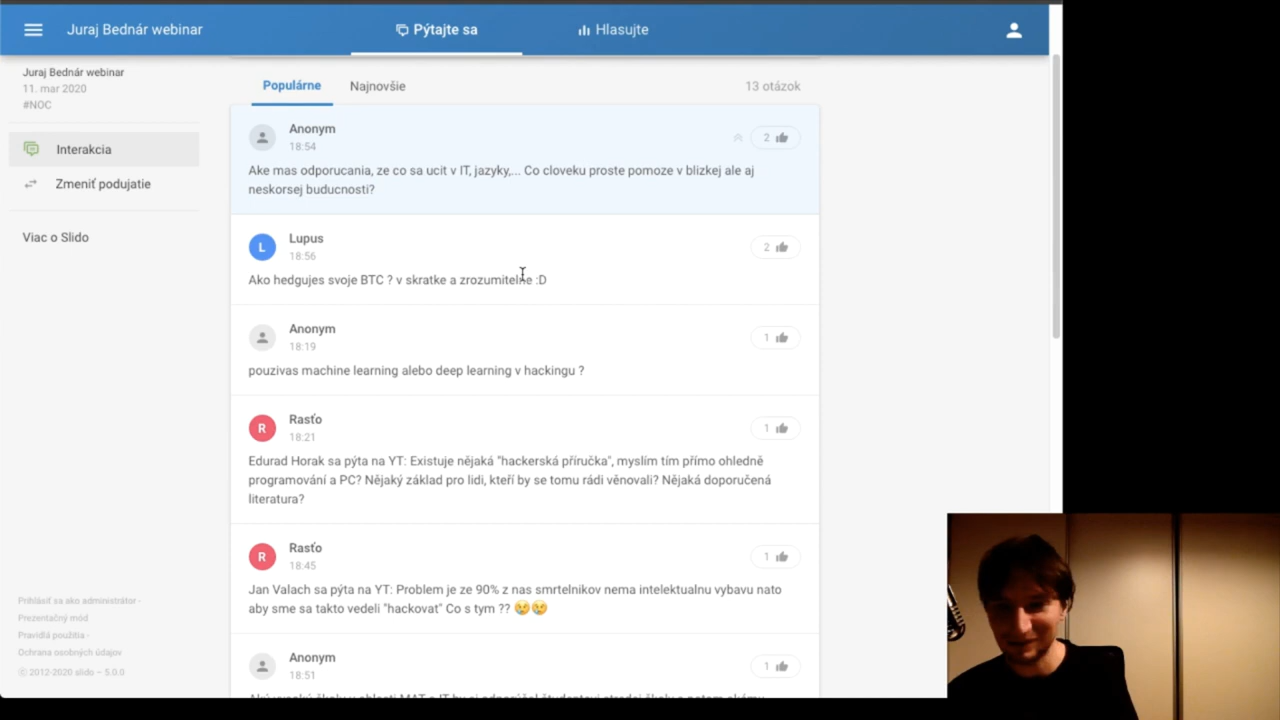 Juraj Bednár webinar
Pýtajte sa
Hlasujte
Juraj Bednár webinar
11. mar 2020
#NOC
Interakcia
Zmeniť podujatie
Viac o Slido
Populárne
Najnovšie
13 otázok
Anonym
18:54
2
Ake mas odporucania, ze co sa ucit v IT, jazyky,... Co cloveku proste pomoze v blizkej ale aj
neskorsej buducnosti?
L
Lupus
18:56
2
Ako hedgujes svoje BTC ? v skratke a zrozumitelne :D
Anonym
18:19
1
pouzivas machine learning alebo deep learning v hackingu ?
R
Rasťo
18:21
1
Edurad Horak sa pýta na YT: Existuje nějaká "hackerská příručka", myslím tím přímo ohledně
programování a PC? Nějaký základ pro lidi, kteří by se tomu rádi věnovali? Nějaká doporučená
literatura?
R
Rasťo
18:45
1
Jan Valach sa pýta na YT: Problem je ze 90% z nas smrtelnikov nema intelektualnu vybavu nato
aby sme sa takto vedeli "hackovat" Co s tym ?? 😢😢
Anonym
18:51
1
Prihlásiť sa ako administrátor -
Prezentačný mód
Pravidlá použitia -
Ochrana osobných údajov
© 2012-2020 slido – 5.0.0